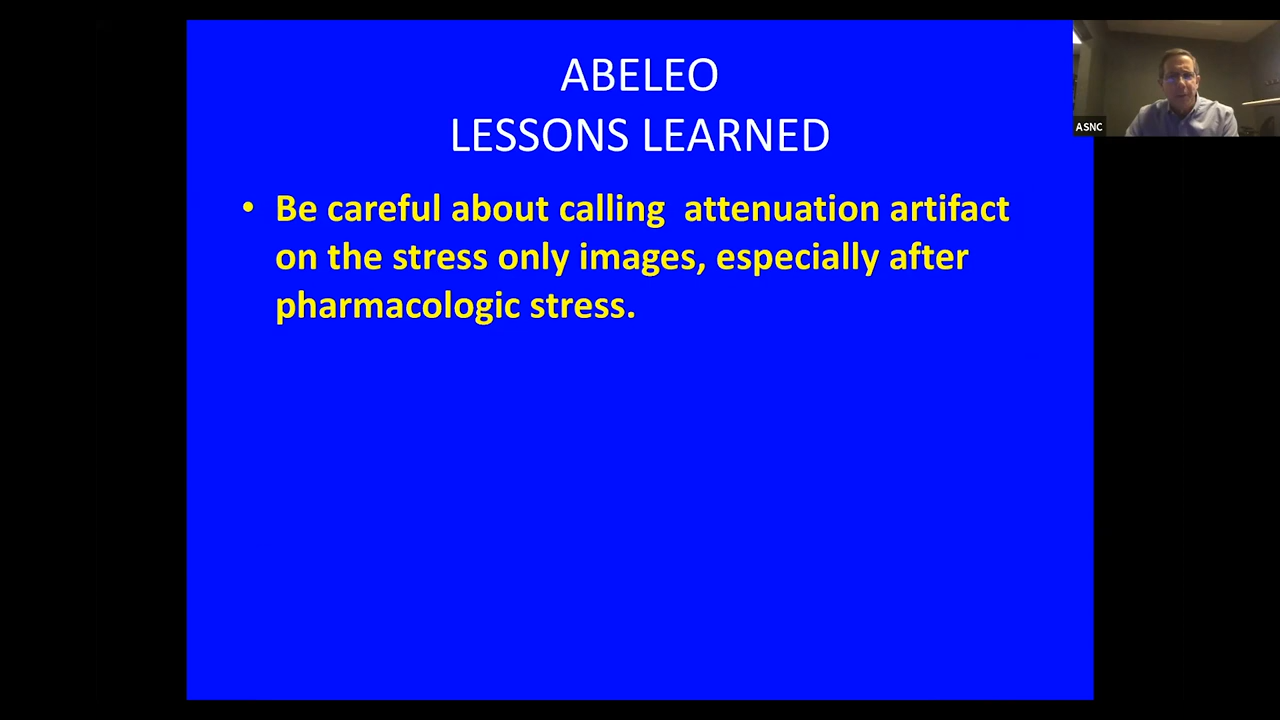 ABELEO
LESSONS LEARNED
• Be careful about calling  attenuation artifact
on the stress only images, especially after
pharmacologic stress.
ASNC